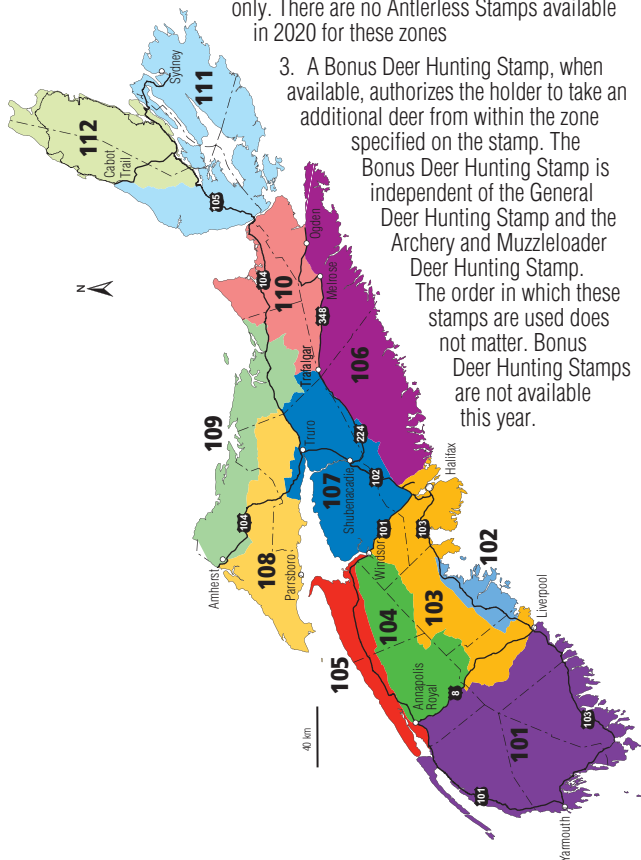 only. There are no Antlerless Stamps available
in 2020 for these zones
3. A Bonus Deer Hunting Stamp, when
available, authorizes the holder to take an
additional deer from within the zone
specified on the stamp. The
Bonus Deer Hunting Stamp is
independent of the General
Deer Hunting Stamp and the
Archery and Muzzleloader
Deer Hunting Stamp.
The order in which these
stamps are used does
not matter. Bonus
Deer Hunting Stamps
are not available
this year.
N
112
Cabot
Trail
Sydney
111
105
104
110
Ogden
Melrose
348
Trafalgar
106
109
Truro
224
107
Shubenacadie
102
Halifax
104
Amherst
108
Parrsboro
101
Windsor
103
102
105
104
103
Liverpool
Annapolis
Royal
8
40 km
101
103
101
Yarmouth